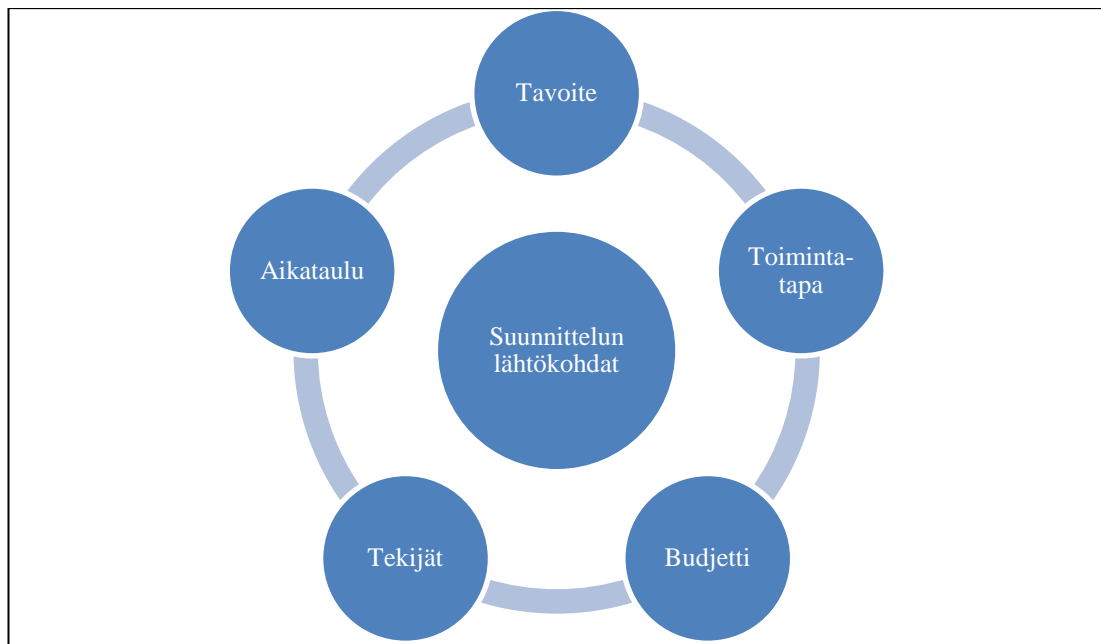 Tavoite
Toiminta-
tapa
Budjetti
Tekijät
Aikataulu
Suunnittelun
lähtökohdat